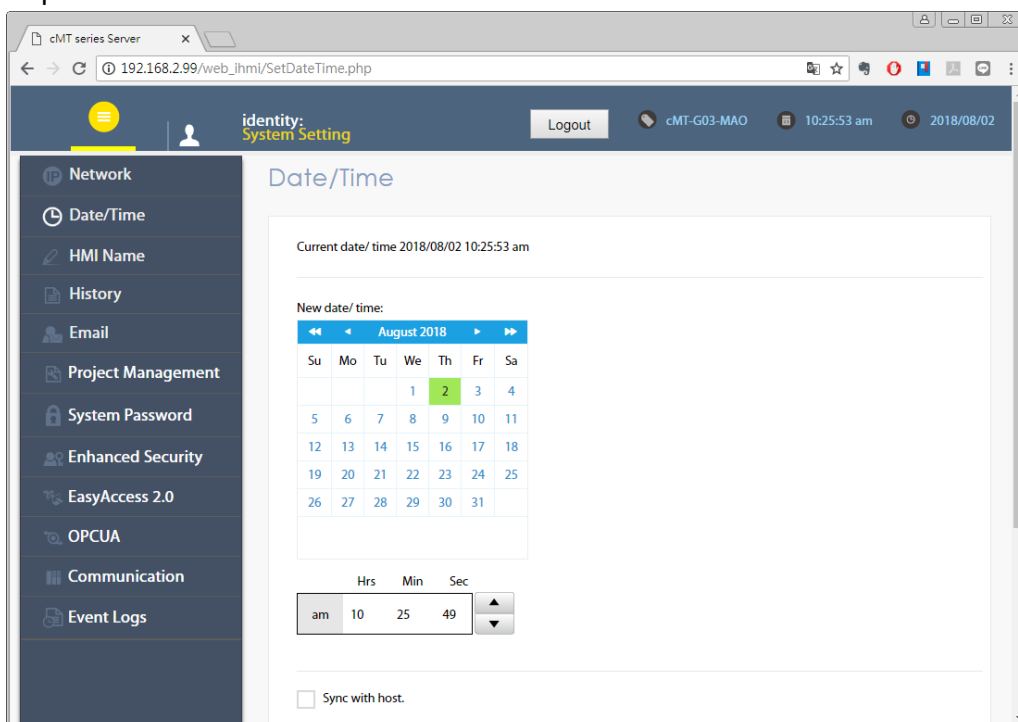 cMT series Server
192.168.2.99/web_ihmi/SetDateTime.php
identity:
System Setting
Logout
cMT-G03-MAO
10:25:53 am
2018/08/02
Network
Date/Time
HMI Name
History
Email
Project Management
System Password
Enhanced Security
EasyAccess 2.0
OPCUA
Communication
Event Logs
Date/Time
Current date/ time 2018/08/02 10:25:53 am
New date/ time:
August 2018
Su Mo Tu We Th Fr Sa
1 2 3 4
5 6 7 8 9 10 11
12 13 14 15 16 17 18
19 20 21 22 23 24 25
26 27 28 29 30 31
Hrs Min Sec
am 10 25 49
Sync with host.